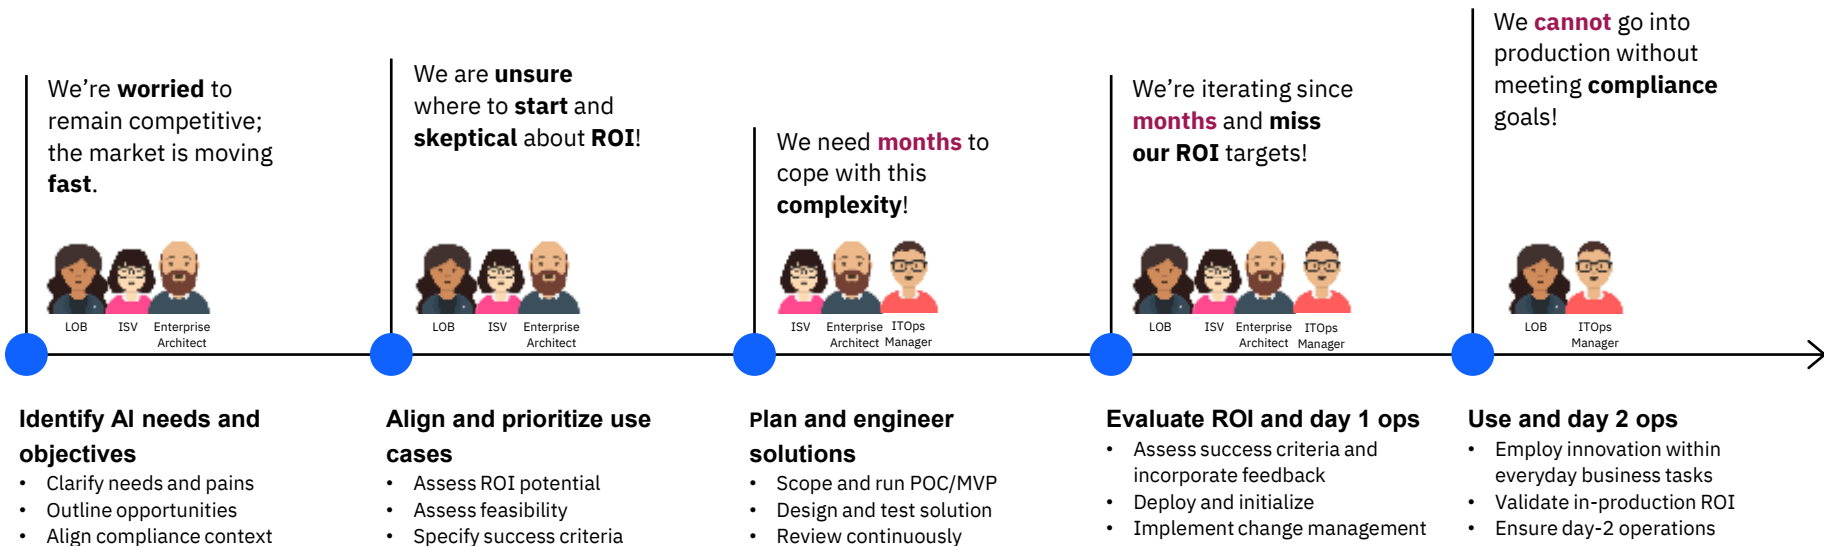 We're worried to
remain competitive;
the market is moving
fast.
LOB ISV Enterprise
Architect
We are unsure
where to start and
skeptical about ROI!
LOB ISV Enterprise
Architect
We need months to
cope with this
complexity!
ISV Enterprise ITOps
Architect Manager
We're iterating since
months and miss
our ROI targets!
LOB ISV Enterprise ITOps
Architect Manager
We cannot go into
production without
meeting compliance
goals!
LOB ITOps
Manager
Identify AI needs and
objectives
• Clarify needs and pains
• Outline opportunities
• Align compliance context
Align and prioritize use
cases
• Assess ROI potential
• Assess feasibility
• Specify success criteria
Plan and engineer
solutions
• Scope and run POC/MVP
• Design and test solution
• Review continuously
Evaluate ROI and day 1 ops
• Assess success criteria and
incorporate feedback
• Deploy and initialize
• Implement change management
Use and day 2 ops
• Employ innovation within
everyday business tasks
• Validate in-production ROI
• Ensure day-2 operations